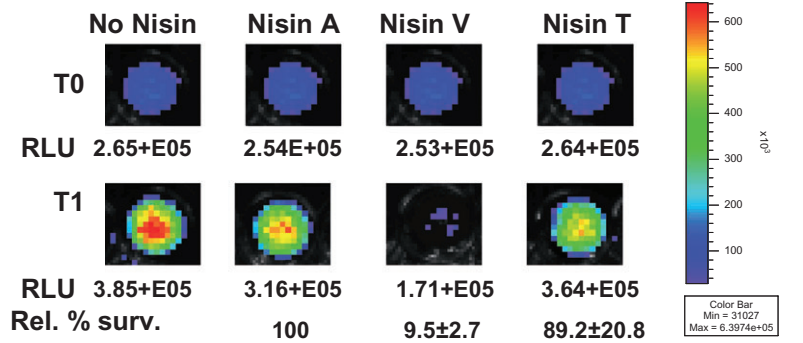 No Nisin Nisin A Nisin V Nisin T
T0
RLU 2.65+E05 2.54E+05 2.53+E05 2.64+E05
T1
RLU 3.85+E05 3.16+E05 1.71+E05 3.64+E05
Rel. % surv. 100 9.5±2.7 89.2±20.8
600
500
400
300
200
100
x10³
Color Bar
Min = 31027
Max = 6.3974e+05